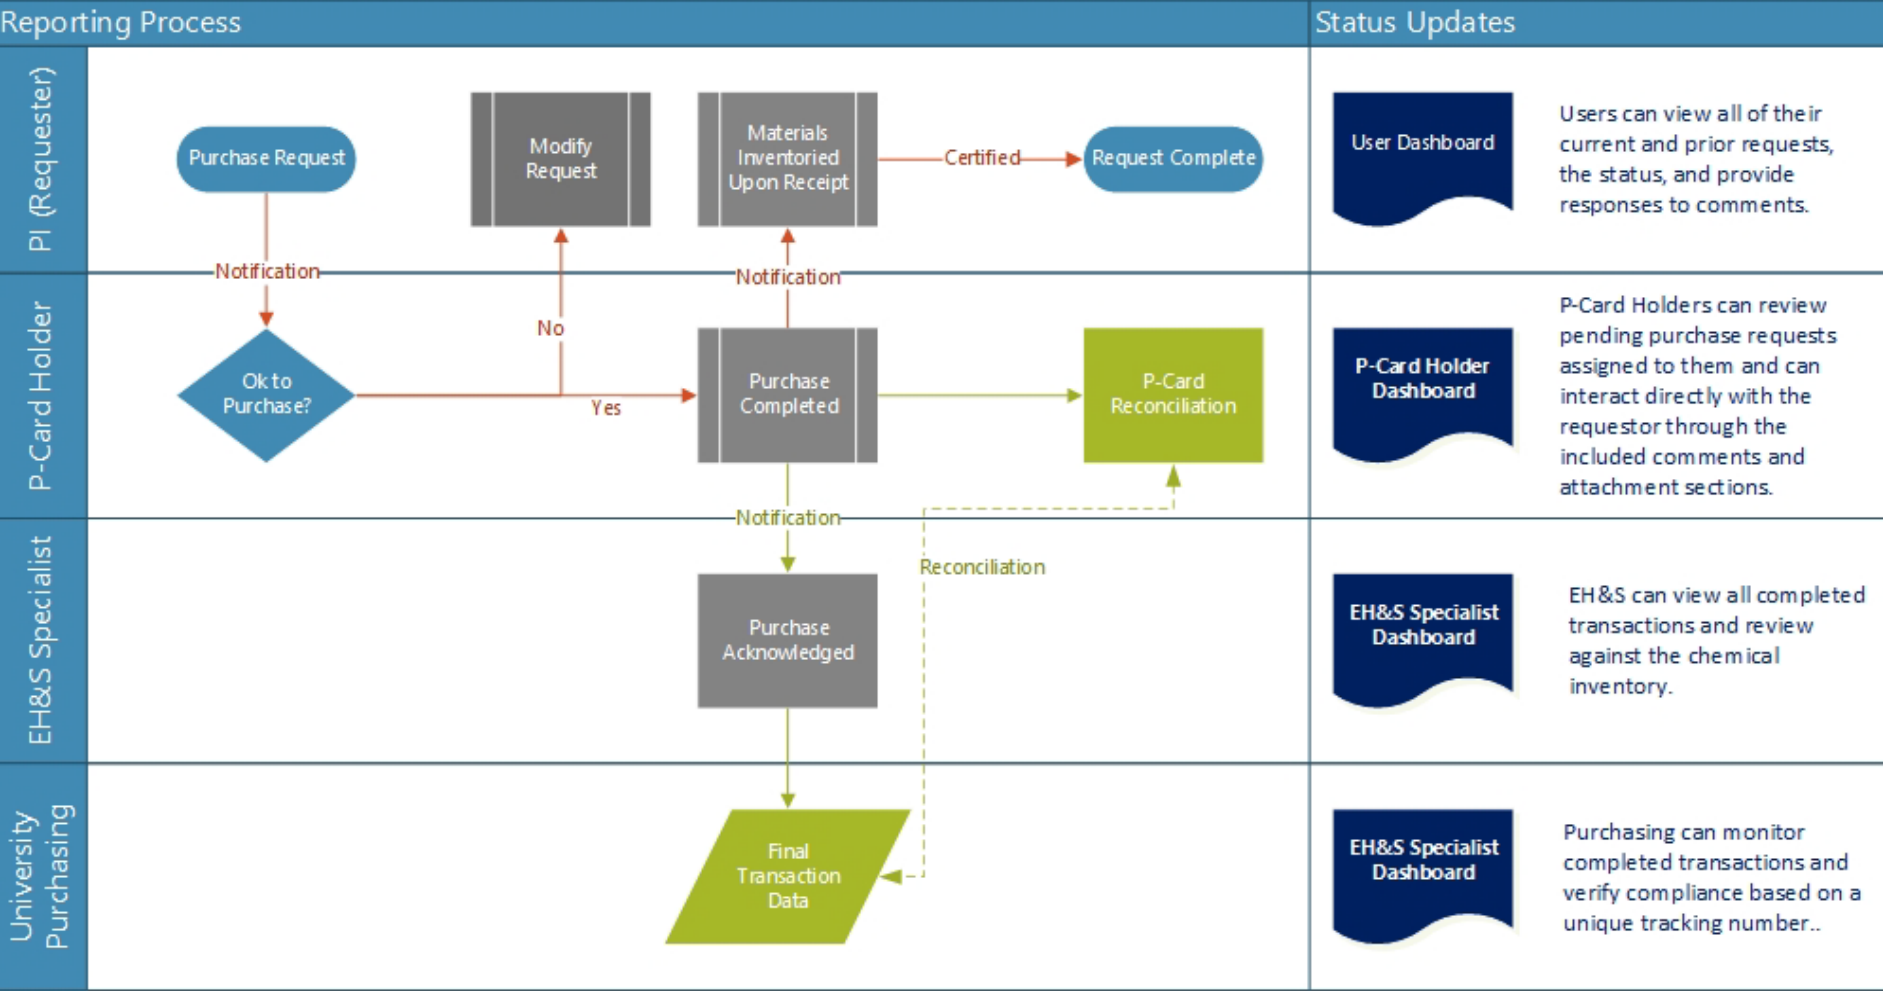 Reporting Process
Status Updates
PI (Requester)
Purchase Request
Modify
Request
Materials
Inventoried
Upon Receipt
Certified
Request Complete
User Dashboard
Users can view all of their
current and prior requests,
the status, and provide
responses to comments.
Notification
Notification
P-Card Holder
Ok to
Purchase?
No
Yes
Purchase
Completed
P-Card
Reconciliation
P-Card Holder
Dashboard
P-Card Holders can review
pending purchase requests
assigned to them and can
interact directly with the
requestor through the
included comments and
attachment sections.
Notification
Reconciliation
EH&S Specialist
Purchase
Acknowledged
EH&S Specialist
Dashboard
EH&S can view all completed
transactions and review
against the chemical
inventory.
University
Purchasing
Final
Transaction
Data
EH&S Specialist
Dashboard
Purchasing can monitor
completed transactions and
verify compliance based on a
unique tracking number..